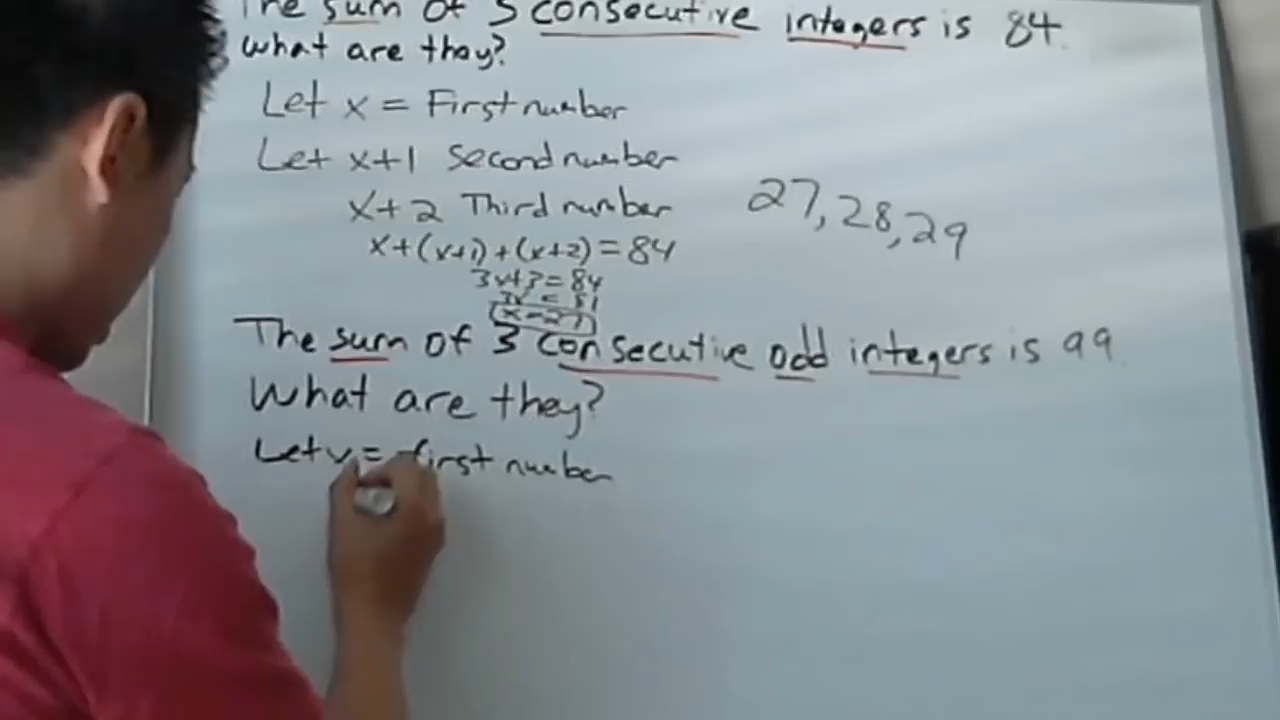 The sum of 3 consecutive integers is 84.
what are they?
Let x = First number
Let x+1 Second number
x+2 Third number
27, 28, 29
x+(x+1)+(x+2)=84
3x+3=84
3x = 81
x=27
The sum of 3 consecutive odd integers is 99.
What are they?
Let x = first number